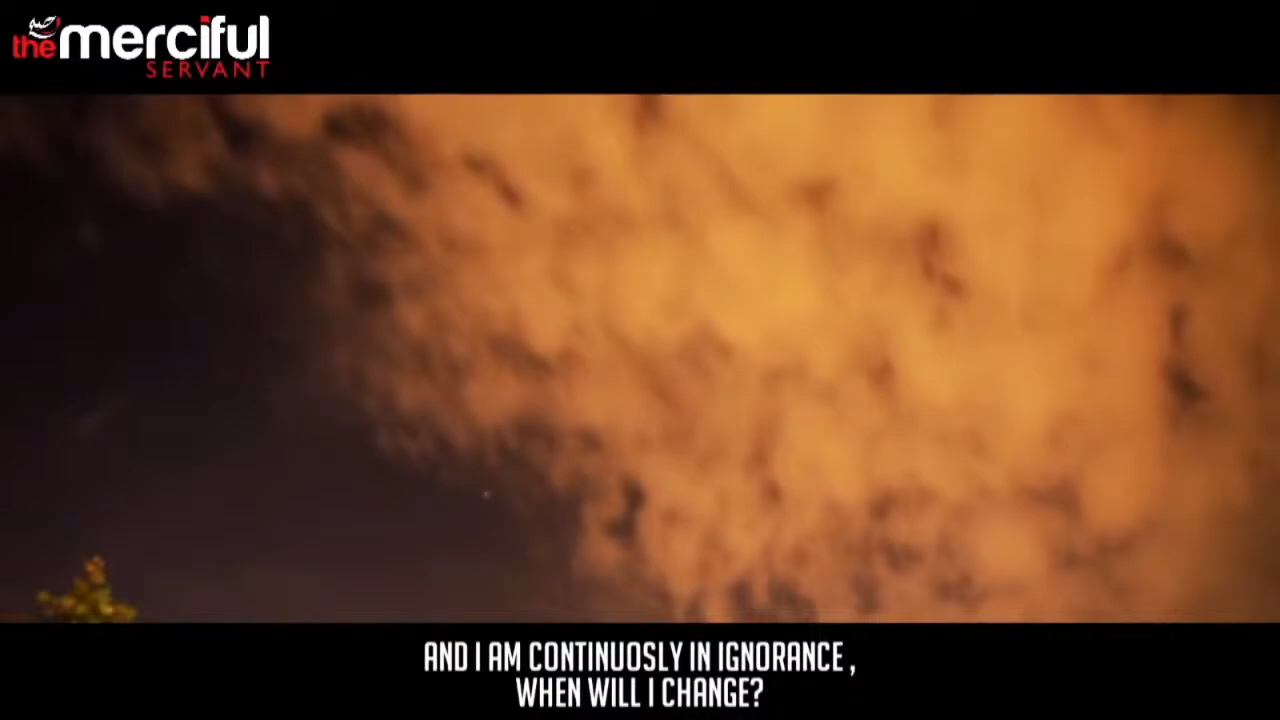 the merciful
SERVANT
AND I AM CONTINUOSLY IN IGNORANCE ,
WHEN WILL I CHANGE?